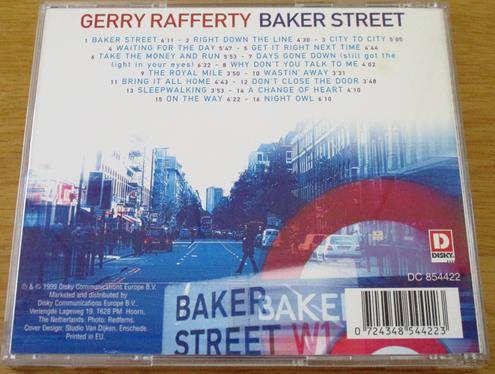 GERRY RAFFERTY BAKER STREET
1 BAKER STREET 6'11 - 2 RIGHT DOWN THE LINE 4'30 - 3 CITY TO CITY 5'05
4 WAITING FOR THE DAY 5'47 - 5 GET IT RIGHT NEXT TIME 4'44
6 TAKE THE MONEY AND RUN 5'53 - 7 DAYS GONE DOWN (still got the
light in your eyes) 6'32 - 8 WHY DON'T YOU TALK TO ME 4'02
9 THE ROYAL MILE 3'50 - 10 WASTIN' AWAY 3'31
11 BRING IT ALL HOME 4'43 - 12 DON'T CLOSE THE DOOR 3'48
13 SLEEPWALKING 3'53 - 14 A CHANGE OF HEART 4'10
15 ON THE WAY 4'22 - 16 NIGHT OWL 6'10
D
DISKY
DC 854422
℗ & © 1999 Disky Communications Europe B.V.
Marketed and distributed by
Disky Communications Europe B.V.,
Verlengde Lageweg 19, 1628 PM Hoorn,
The Netherlands. Photo: Redferns.
Cover Design: Studio Van Dijken, Enschede.
Printed in EU.
BAKER
STREET W1
BAKE
0 724348 544223